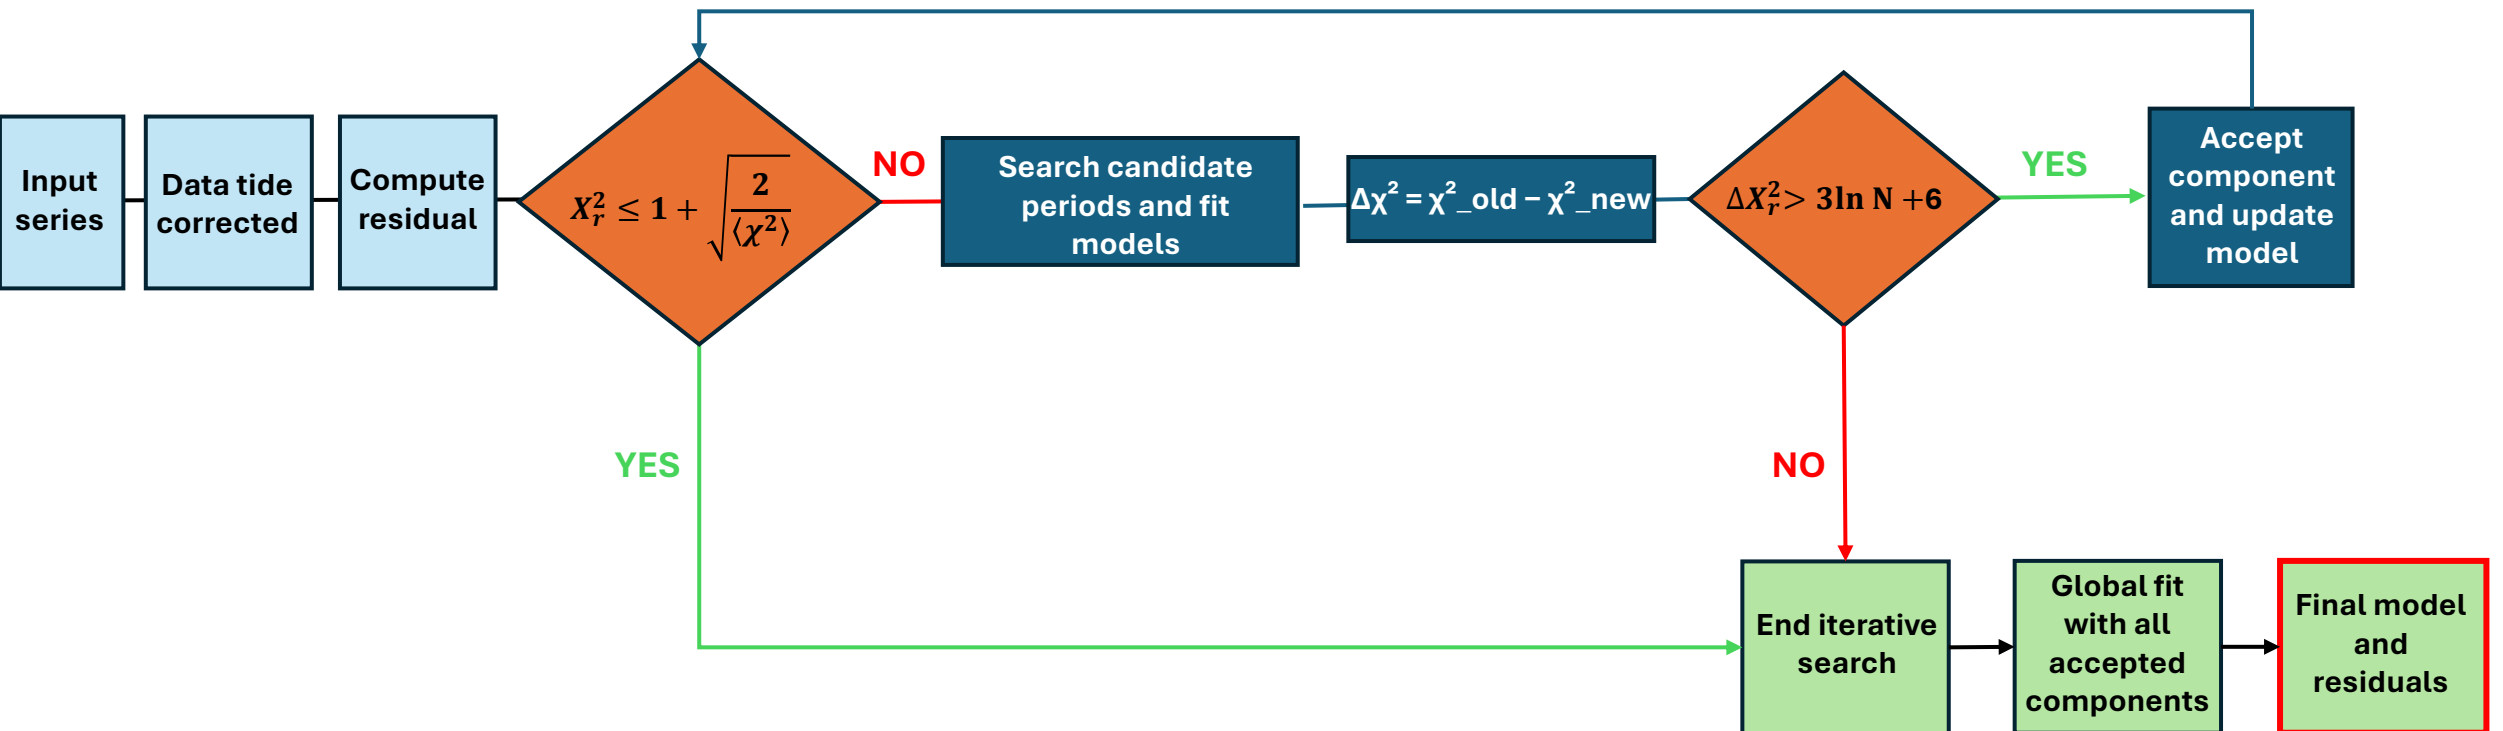 Input
series
Data tide
corrected
Compute
residual
X_r^2 ≤ 1 + √(2/⟨χ^2⟩)
NO
Search candidate
periods and fit
models
Δχ² = χ²_old − χ²_new
ΔX_r^2 > 3ln N +6
YES
Accept
component
and update
model
YES
NO
End iterative
search
Global fit
with all
accepted
components
Final model
and
residuals